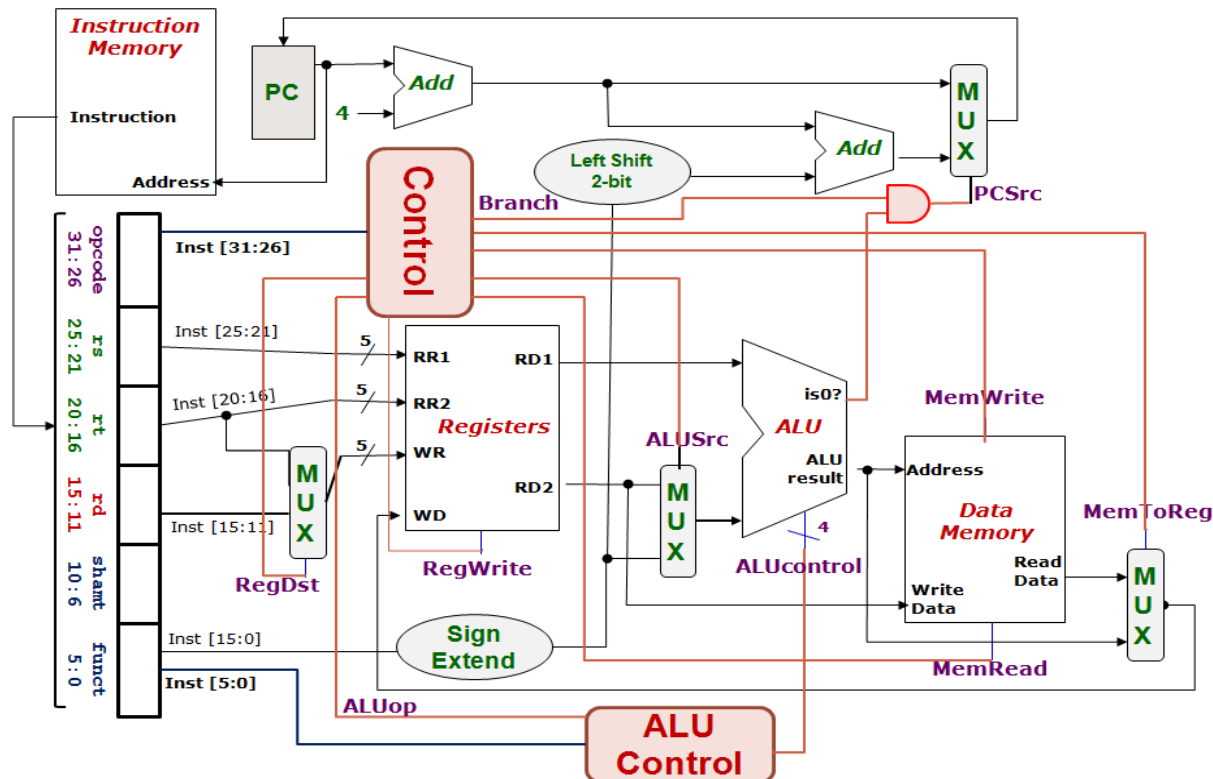 Instruction
Memory
Instruction
Address
PC
4
Add
Left Shift
2-bit
Add
MUX
PCSrc
Control
Branch
opcode
31:26
Inst [31:26]
rs
25:21
Inst [25:21]
5
rt
20:16
Inst [20:16]
5
rd
15:11
Inst [15:11]
MUX
5
RegDst
shamt
10:6
funct
5:0
Inst [15:0]
Inst [5:0]
RR1
RR2
WR
WD
RD1
RD2
Registers
RegWrite
Sign
Extend
ALUSrc
MUX
is0?
ALU
ALU
result
4
ALUcontrol
MemWrite
Address
Data
Memory
Read
Data
Write
Data
MemRead
MemToReg
MUX
ALUop
ALU
Control